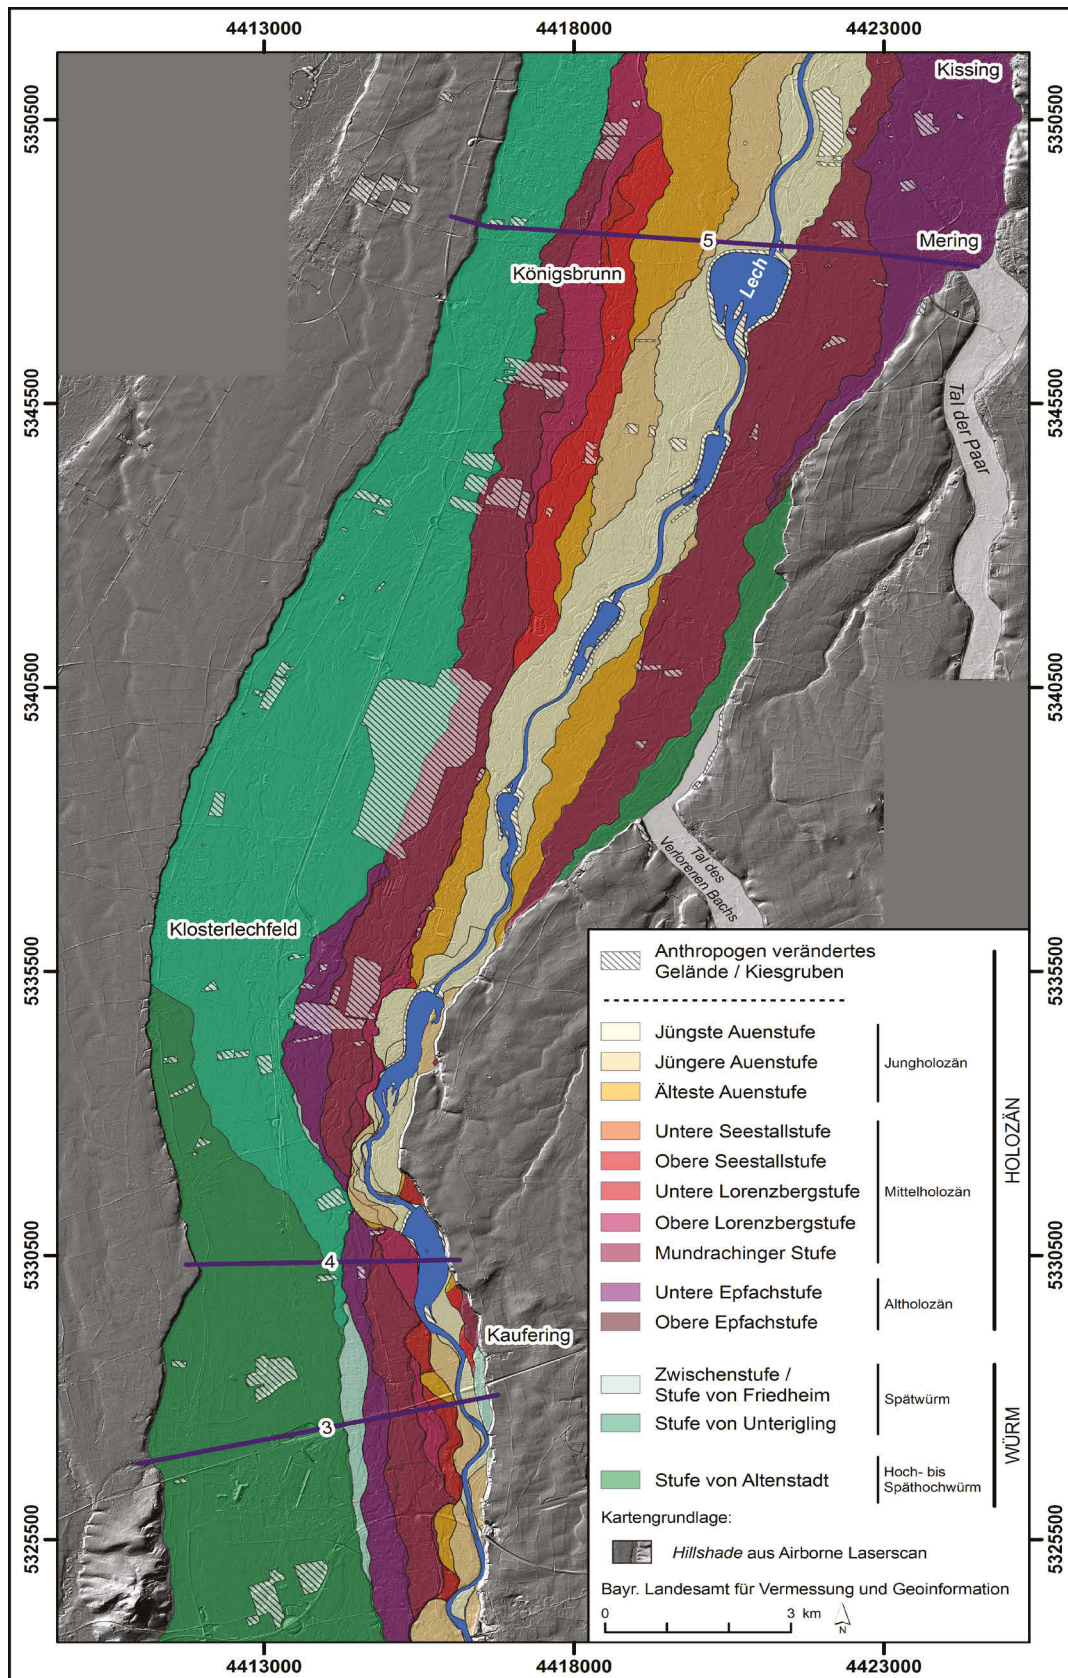 4413000 4418000 4423000
Kissing
5350500 5350500
5
Mering
Königsbrunn
Lech
5345500 5345500
Tal der Paar
5340500 5340500
Tal des
Verlorenen Bachs
Klosterlechfeld
5335500 5335500
5330500 5330500
4
Kaufering
3
5325500 5325500
Anthropogen verändertes
Gelände / Kiesgruben
Jüngste Auenstufe
Jüngere Auenstufe
Älteste Auenstufe
Jungholozän
Untere Seestallstufe
Obere Seestallstufe
Untere Lorenzbergstufe
Obere Lorenzbergstufe
Mundrachinger Stufe
Mittelholozän
Untere Epfachstufe
Obere Epfachstufe
Altholozän
HOLOZÄN
Zwischenstufe /
Stufe von Friedheim
Stufe von Unterigling
Spätwürm
Stufe von Altenstadt
Hoch- bis
Späthochwürm
WÜRM
Kartengrundlage:
Hillshade aus Airborne Laserscan
Bayr. Landesamt für Vermessung und Geoinformation
0 3 km
N
4413000 4418000 4423000